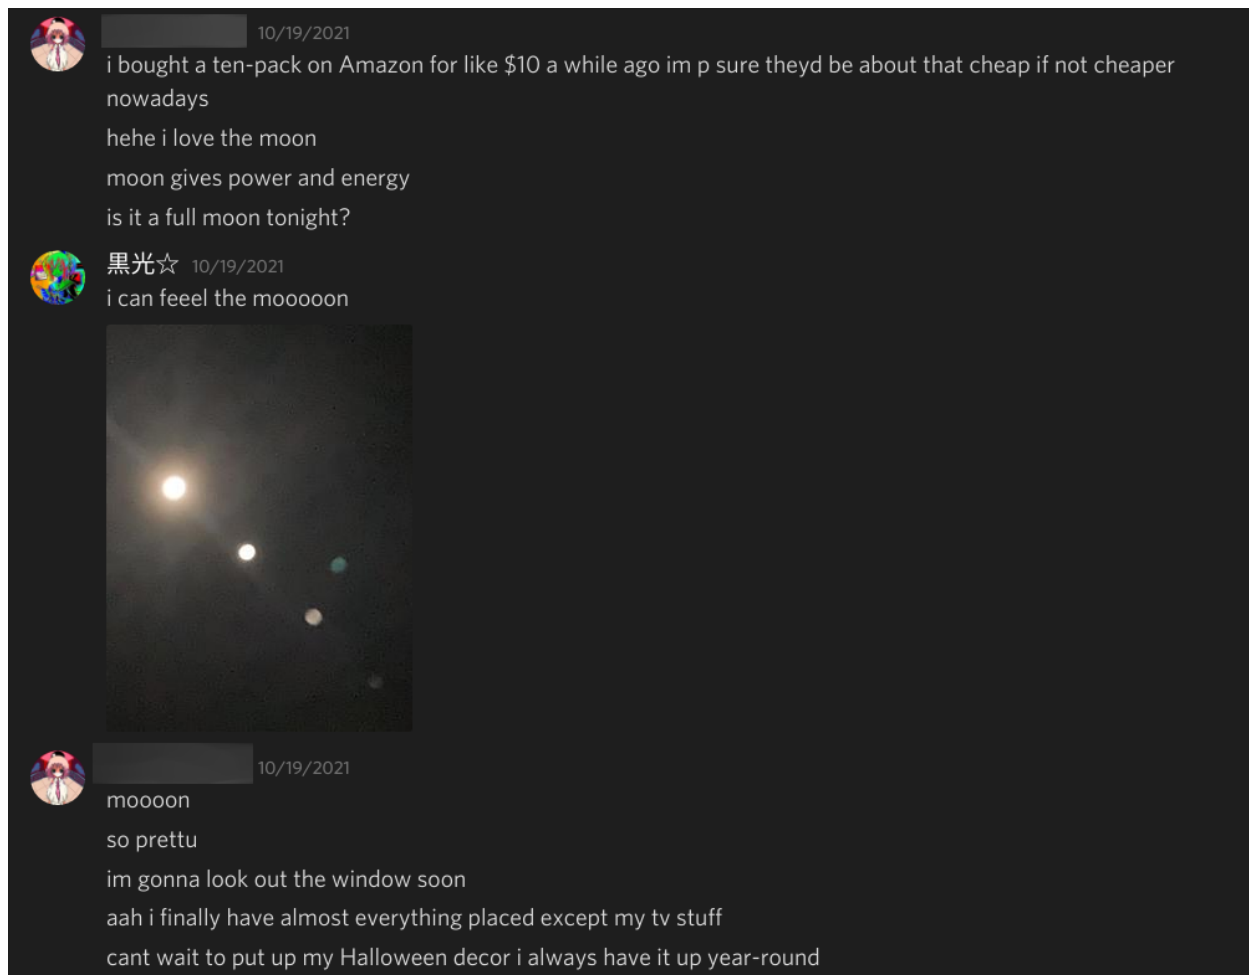 10/19/2021
i bought a ten-pack on Amazon for like $10 a while ago im p sure theyd be about that cheap if not cheaper
nowadays
hehe i love the moon
moon gives power and energy
is it a full moon tonight?
黒光☆ 10/19/2021
i can feeel the mooooon
10/19/2021
moooon
so prettu
im gonna look out the window soon
aah i finally have almost everything placed except my tv stuff
cant wait to put up my Halloween decor i always have it up year-round